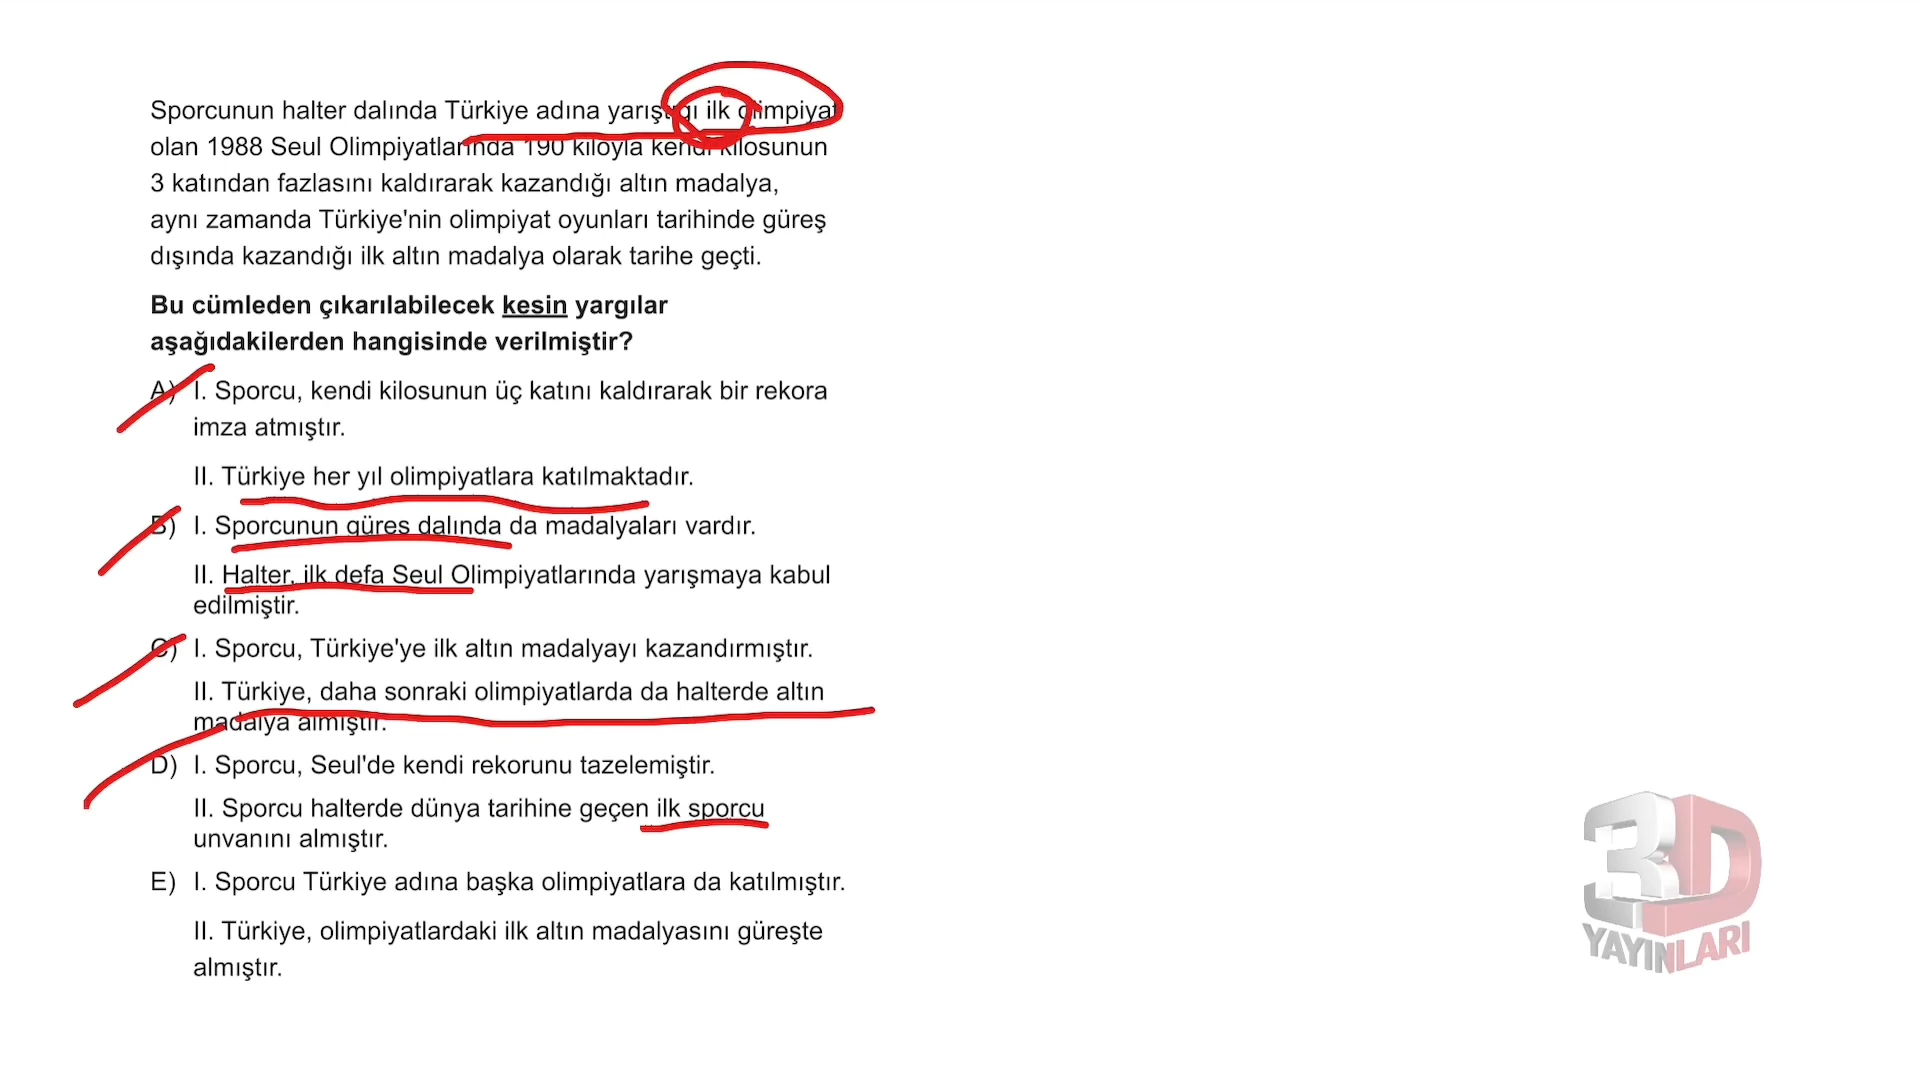 Sporcunun halter dalında Türkiye adına yarıştığı ilk olimpiyat
olan 1988 Seul Olimpiyatlarında 190 kiloyla kendi kilosunun
3 katından fazlasını kaldırarak kazandığı altın madalya,
aynı zamanda Türkiye'nin olimpiyat oyunları tarihinde güreş
dışında kazandığı ilk altın madalya olarak tarihe geçti.
Bu cümleden çıkarılabilecek kesin yargılar
aşağıdakilerden hangisinde verilmiştir?
A) I. Sporcu, kendi kilosunun üç katını kaldırarak bir rekora
imza atmıştır.
II. Türkiye her yıl olimpiyatlara katılmaktadır.
B) I. Sporcunun güreş dalında da madalyaları vardır.
II. Halter, ilk defa Seul Olimpiyatlarında yarışmaya kabul
edilmiştir.
C) I. Sporcu, Türkiye'ye ilk altın madalyayı kazandırmıştır.
II. Türkiye, daha sonraki olimpiyatlarda da halterde altın
madalya almıştır.
D) I. Sporcu, Seul'de kendi rekorunu tazelemiştir.
II. Sporcu halterde dünya tarihine geçen ilk sporcu
unvanını almıştır.
E) I. Sporcu Türkiye adına başka olimpiyatlara da katılmıştır.
II. Türkiye, olimpiyatlardaki ilk altın madalyasını güreşte
almıştır.
3D
YAYINLARI